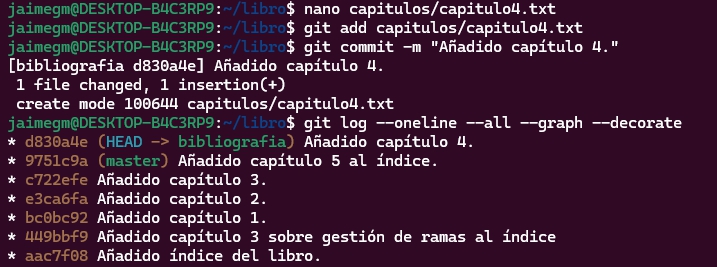 jaimegm@DESKTOP-B4C3RP9:~/libro$ nano capitulos/capitulo4.txt
jaimegm@DESKTOP-B4C3RP9:~/libro$ git add capitulos/capitulo4.txt
jaimegm@DESKTOP-B4C3RP9:~/libro$ git commit -m "Añadido capítulo 4."
[bibliografia d830a4e] Añadido capítulo 4.
 1 file changed, 1 insertion(+)
 create mode 100644 capitulos/capitulo4.txt
jaimegm@DESKTOP-B4C3RP9:~/libro$ git log --oneline --all --graph --decorate
* d830a4e (HEAD -> bibliografia) Añadido capítulo 4.
* 9751c9a (master) Añadido capítulo 5 al índice.
* c722efe Añadido capítulo 3.
* e3ca6fa Añadido capítulo 2.
* bc0bc92 Añadido capítulo 1.
* 449bbf9 Añadido capítulo 3 sobre gestión de ramas al índice
* aac7f08 Añadido índice del libro.